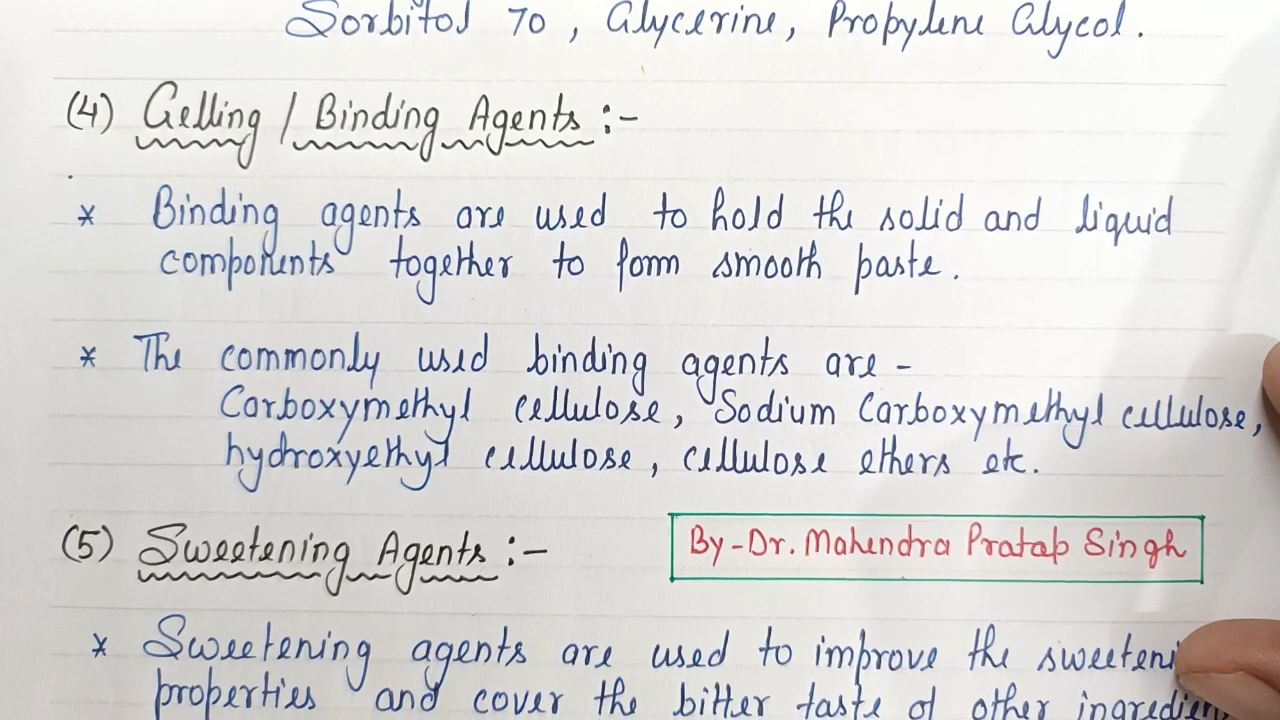 Sorbitol 70, Glycerine, Propylene Glycol.
(4) Gelling / Binding Agents :-
* Binding agents are used to hold the solid and liquid
components together to form smooth paste.
* The commonly used binding agents are -
Carboxymethyl cellulose, Sodium Carboxymethyl cellulose,
hydroxyethyl cellulose, cellulose ethers etc.
(5) Sweetening Agents :-
By - Dr. Mahendra Pratap Singh
* Sweetening agents are used to improve the sweeteni
properties and cover the bitter taste of other ingredien